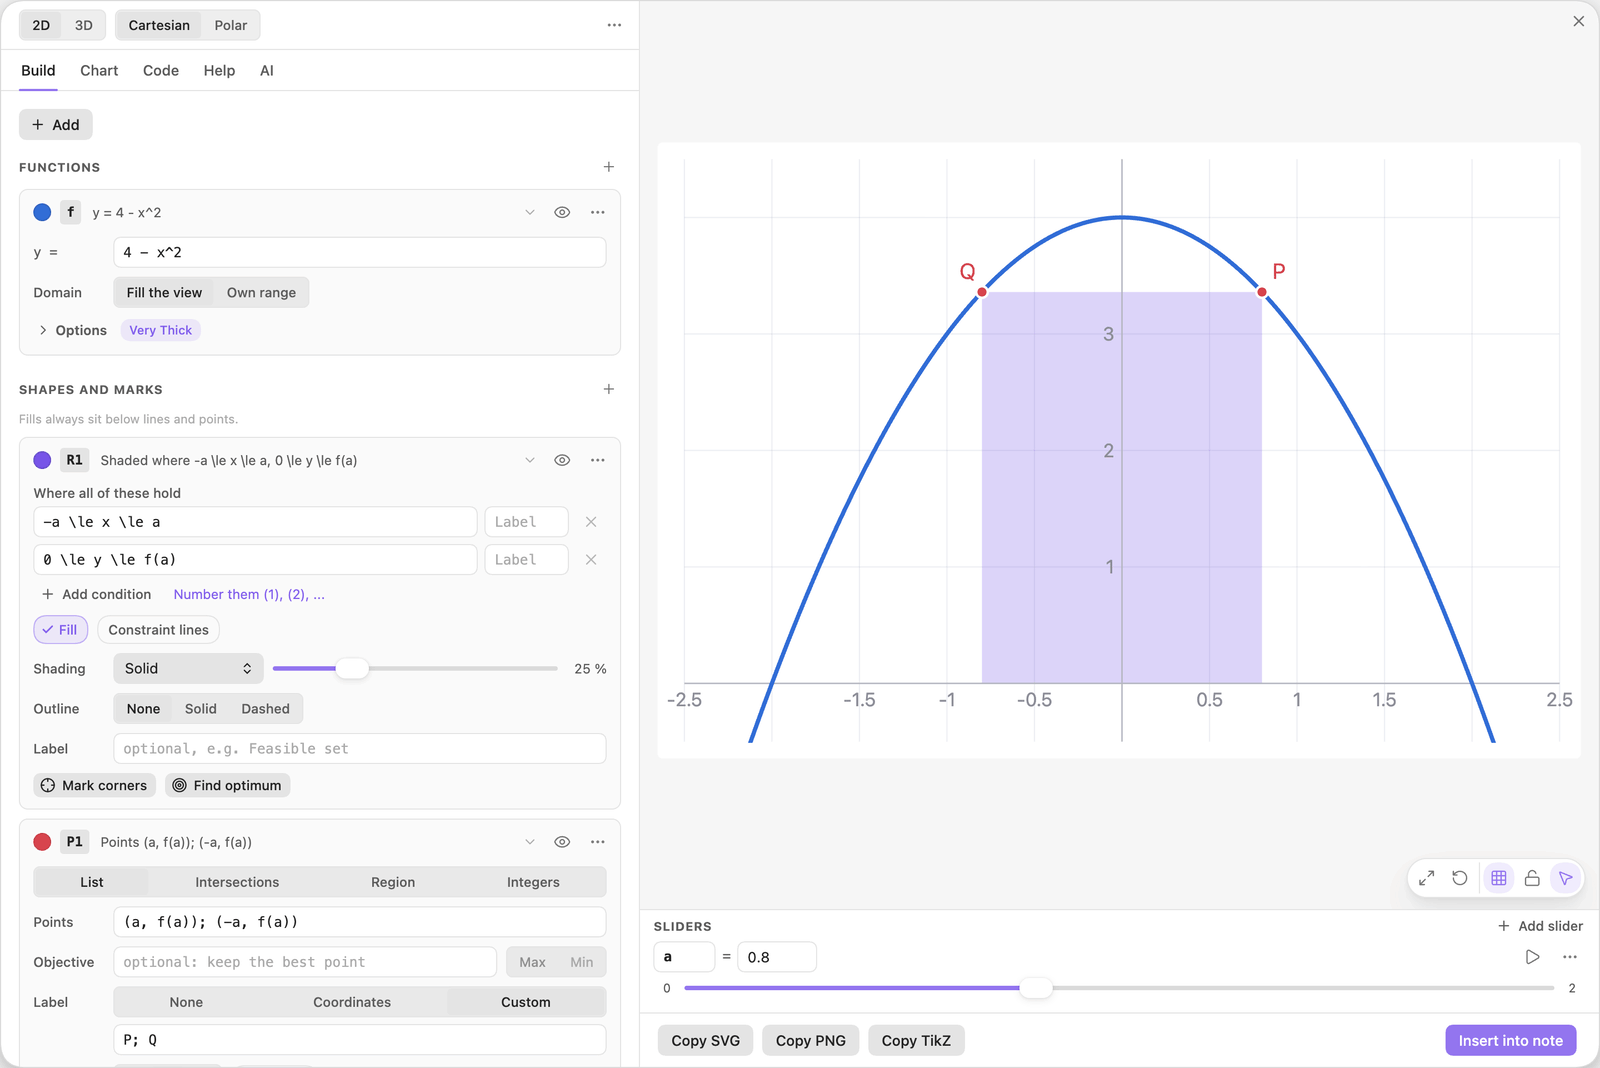 2D 3D Cartesian Polar
Build Chart Code Help AI
+ Add
FUNCTIONS
f y = 4 - x^2
y = 4 - x^2
Domain Fill the view Own range
Options Very Thick
SHAPES AND MARKS
Fills always sit below lines and points.
R1 Shaded where -a \le x \le a, 0 \le y \le f(a)
Where all of these hold
-a \le x \le a Label
0 \le y \le f(a) Label
+ Add condition Number them (1), (2), ...
Fill Constraint lines
Shading Solid 25 %
Outline None Solid Dashed
Label optional, e.g. Feasible set
Mark corners Find optimum
P1 Points (a, f(a)); (-a, f(a))
List Intersections Region Integers
Points (a, f(a)); (-a, f(a))
Objective optional: keep the best point Max Min
Label None Coordinates Custom
P; Q
Q P
3
2
1
-2.5 -1.5 -1 -0.5 0.5 1 1.5 2.5
SLIDERS + Add slider
a = 0.8
0 2
Copy SVG Copy PNG Copy TikZ Insert into note